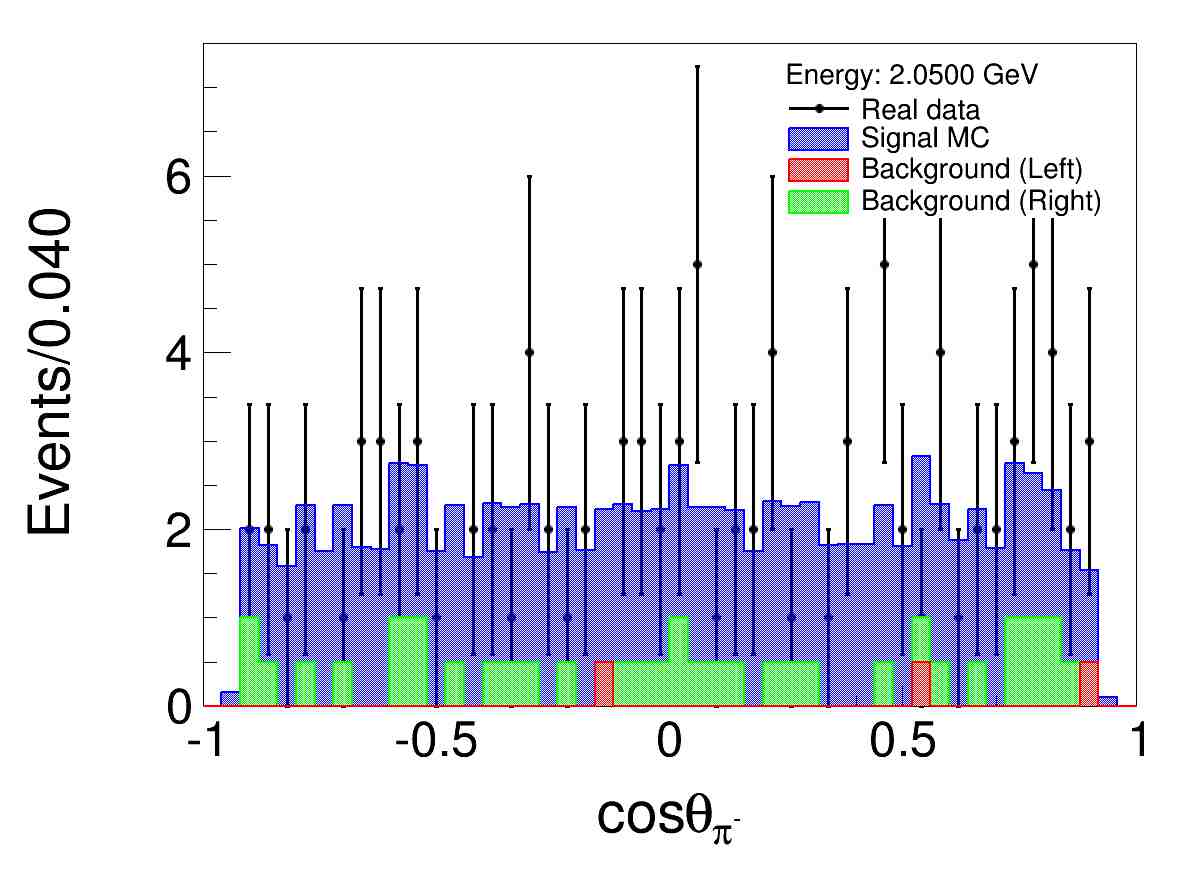 Energy: 2.0500 GeV
Real data
Signal MC
Background (Left)
Background (Right)
Events/0.040
6
4
2
0
-1
-0.5
0
0.5
1
cosθπ-